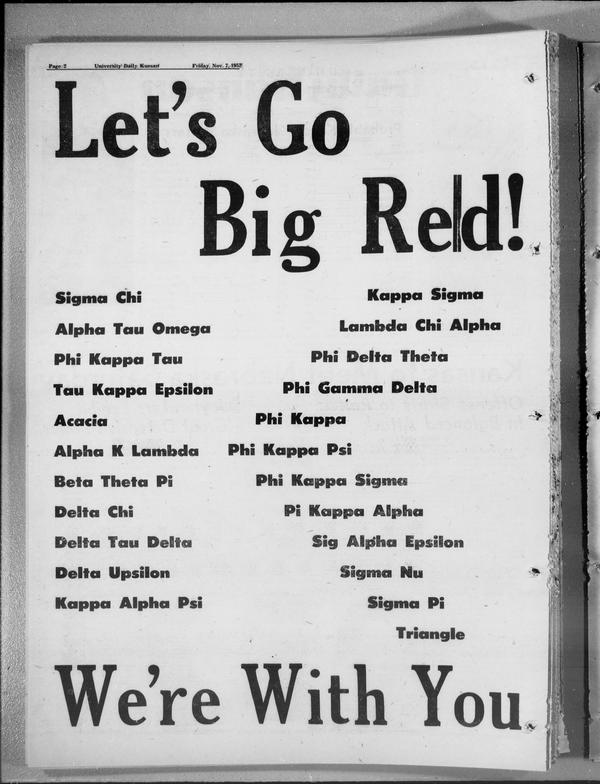 Page 2 University Daily Kansan Friday, Nov. 7, 1952
Let's Go
Big Red!
Sigma Chi
Alpha Tau Omega
Phi Kappa Tau
Tau Kappa Epsilon
Acacia
Alpha K Lambda
Beta Theta Pi
Delta Chi
Delta Tau Delta
Delta Upsilon
Kappa Alpha Psi
Kappa Sigma
Lambda Chi Alpha
Phi Delta Theta
Phi Gamma Delta
Phi Kappa
Phi Kappa Psi
Phi Kappa Sigma
Pi Kappa Alpha
Sig Alpha Epsilon
Sigma Nu
Sigma Pi
Triangle
We're With You